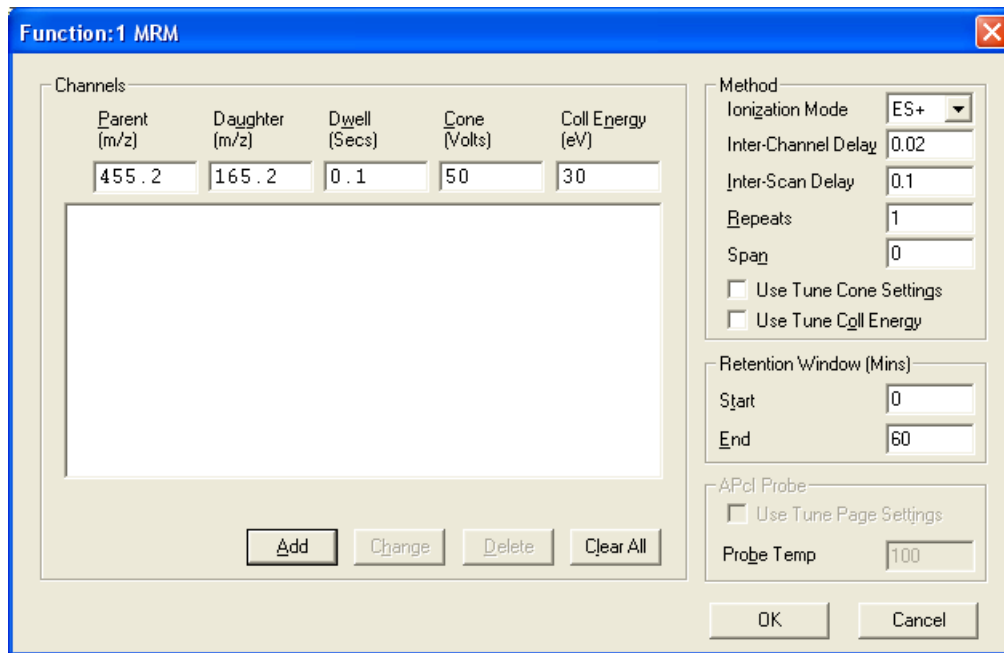 Function:1 MRM
Channels
Parent (m/z)
Daughter (m/z)
Dwell (Secs)
Cone (Volts)
Coll Energy (eV)
455.2 165.2 0.1 50 30
Add Change Delete Clear All
Method
Ionization Mode ES+
Inter-Channel Delay 0.02
Inter-Scan Delay 0.1
Repeats 1
Span 0
Use Tune Cone Settings
Use Tune Coll Energy
Retention Window (Mins)
Start 0
End 60
APcI Probe
Use Tune Page Settings
Probe Temp 100
OK Cancel